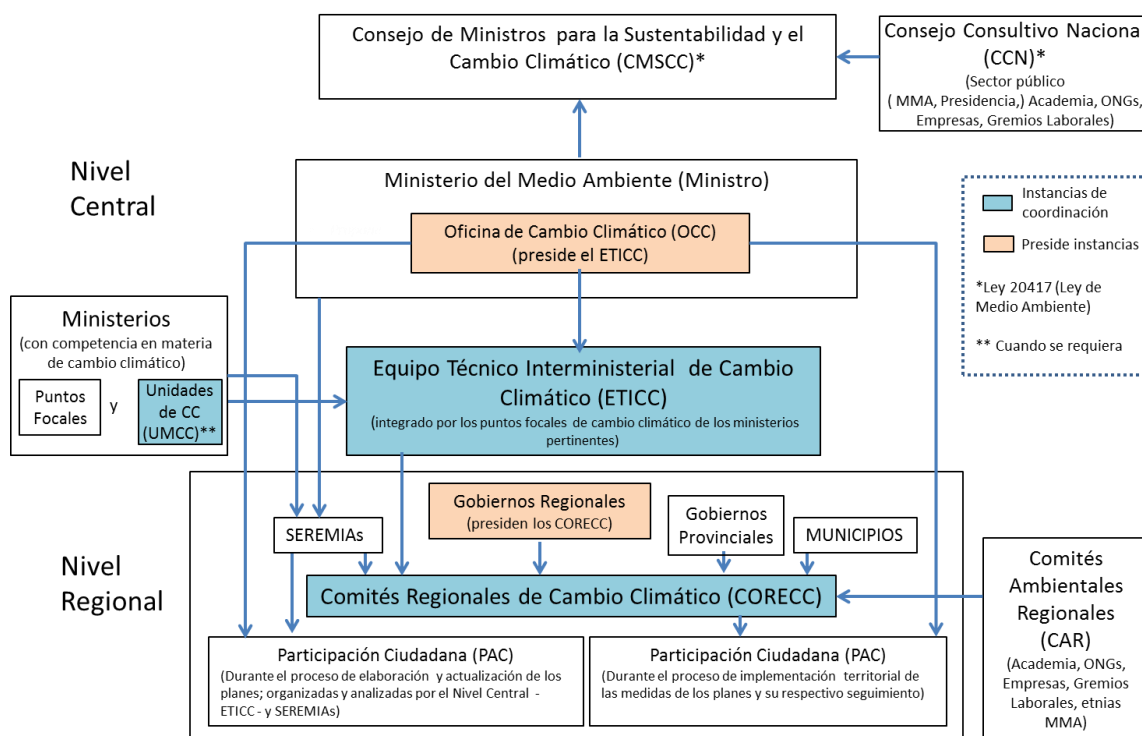 Consejo de Ministros para la Sustentabilidad y el
Cambio Climático (CMSCC)*
Consejo Consultivo Naciona
(CCN)*
(Sector público
( MMA, Presidencia,) Academia, ONGs,
Empresas, Gremios Laborales)
Nivel
Central
Ministerio del Medio Ambiente (Ministro)
Oficina de Cambio Climático (OCC)
(preside el ETICC)
Instancias de
coordinación
Preside instancias
*Ley 20417 (Ley de
Medio Ambiente)
** Cuando se requiera
Ministerios
(con competencia en materia
de cambio climático)
Puntos
Focales
y
Unidades
de CC
(UMCC)**
Equipo Técnico Interministerial de Cambio
Climático (ETICC)
(integrado por los puntos focales de cambio climático de los ministerios
pertinentes)
Nivel
Regional
SEREMIAs
Gobiernos Regionales
(presiden los CORECC)
Gobiernos
Provinciales
MUNICIPIOS
Comités Regionales de Cambio Climático (CORECC)
Comités
Ambientales
Regionales
(CAR)
(Academia, ONGs,
Empresas, Gremios
Laborales, etnias
MMA)
Participación Ciudadana (PAC)
(Durante el proceso de elaboración y actualización de los
planes; organizadas y analizadas por el Nivel Central -
ETICC - y SEREMIAs)
Participación Ciudadana (PAC)
(Durante el proceso de implementación territorial de
las medidas de los planes y su respectivo seguimiento)